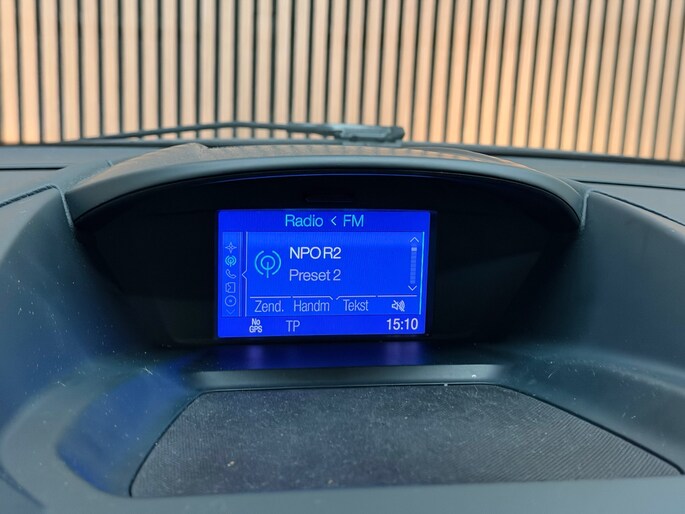 Radio < FM
NPO R2
Preset 2
Zend. Handm Tekst
No GPS TP 15:10